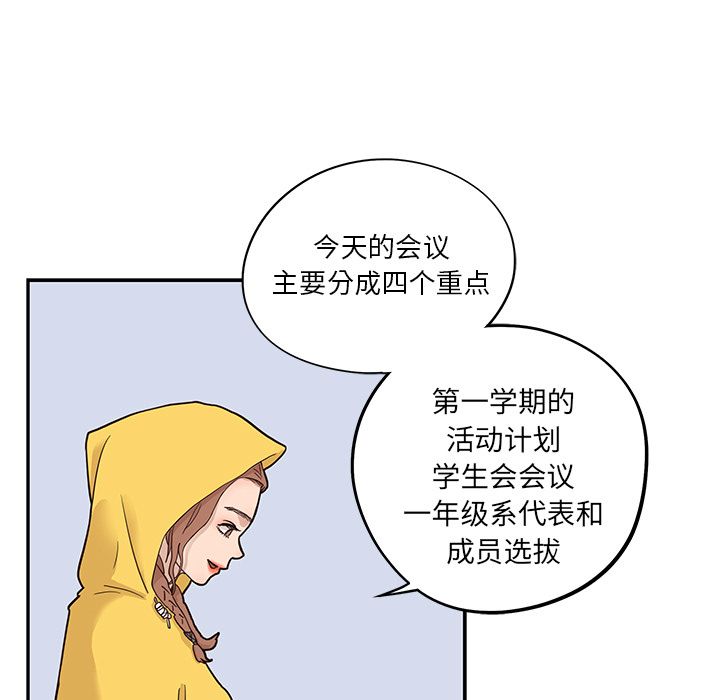 今天的会议
主要分成四个重点
第一学期的
活动计划
学生会会议
一年级系代表和
成员选拔